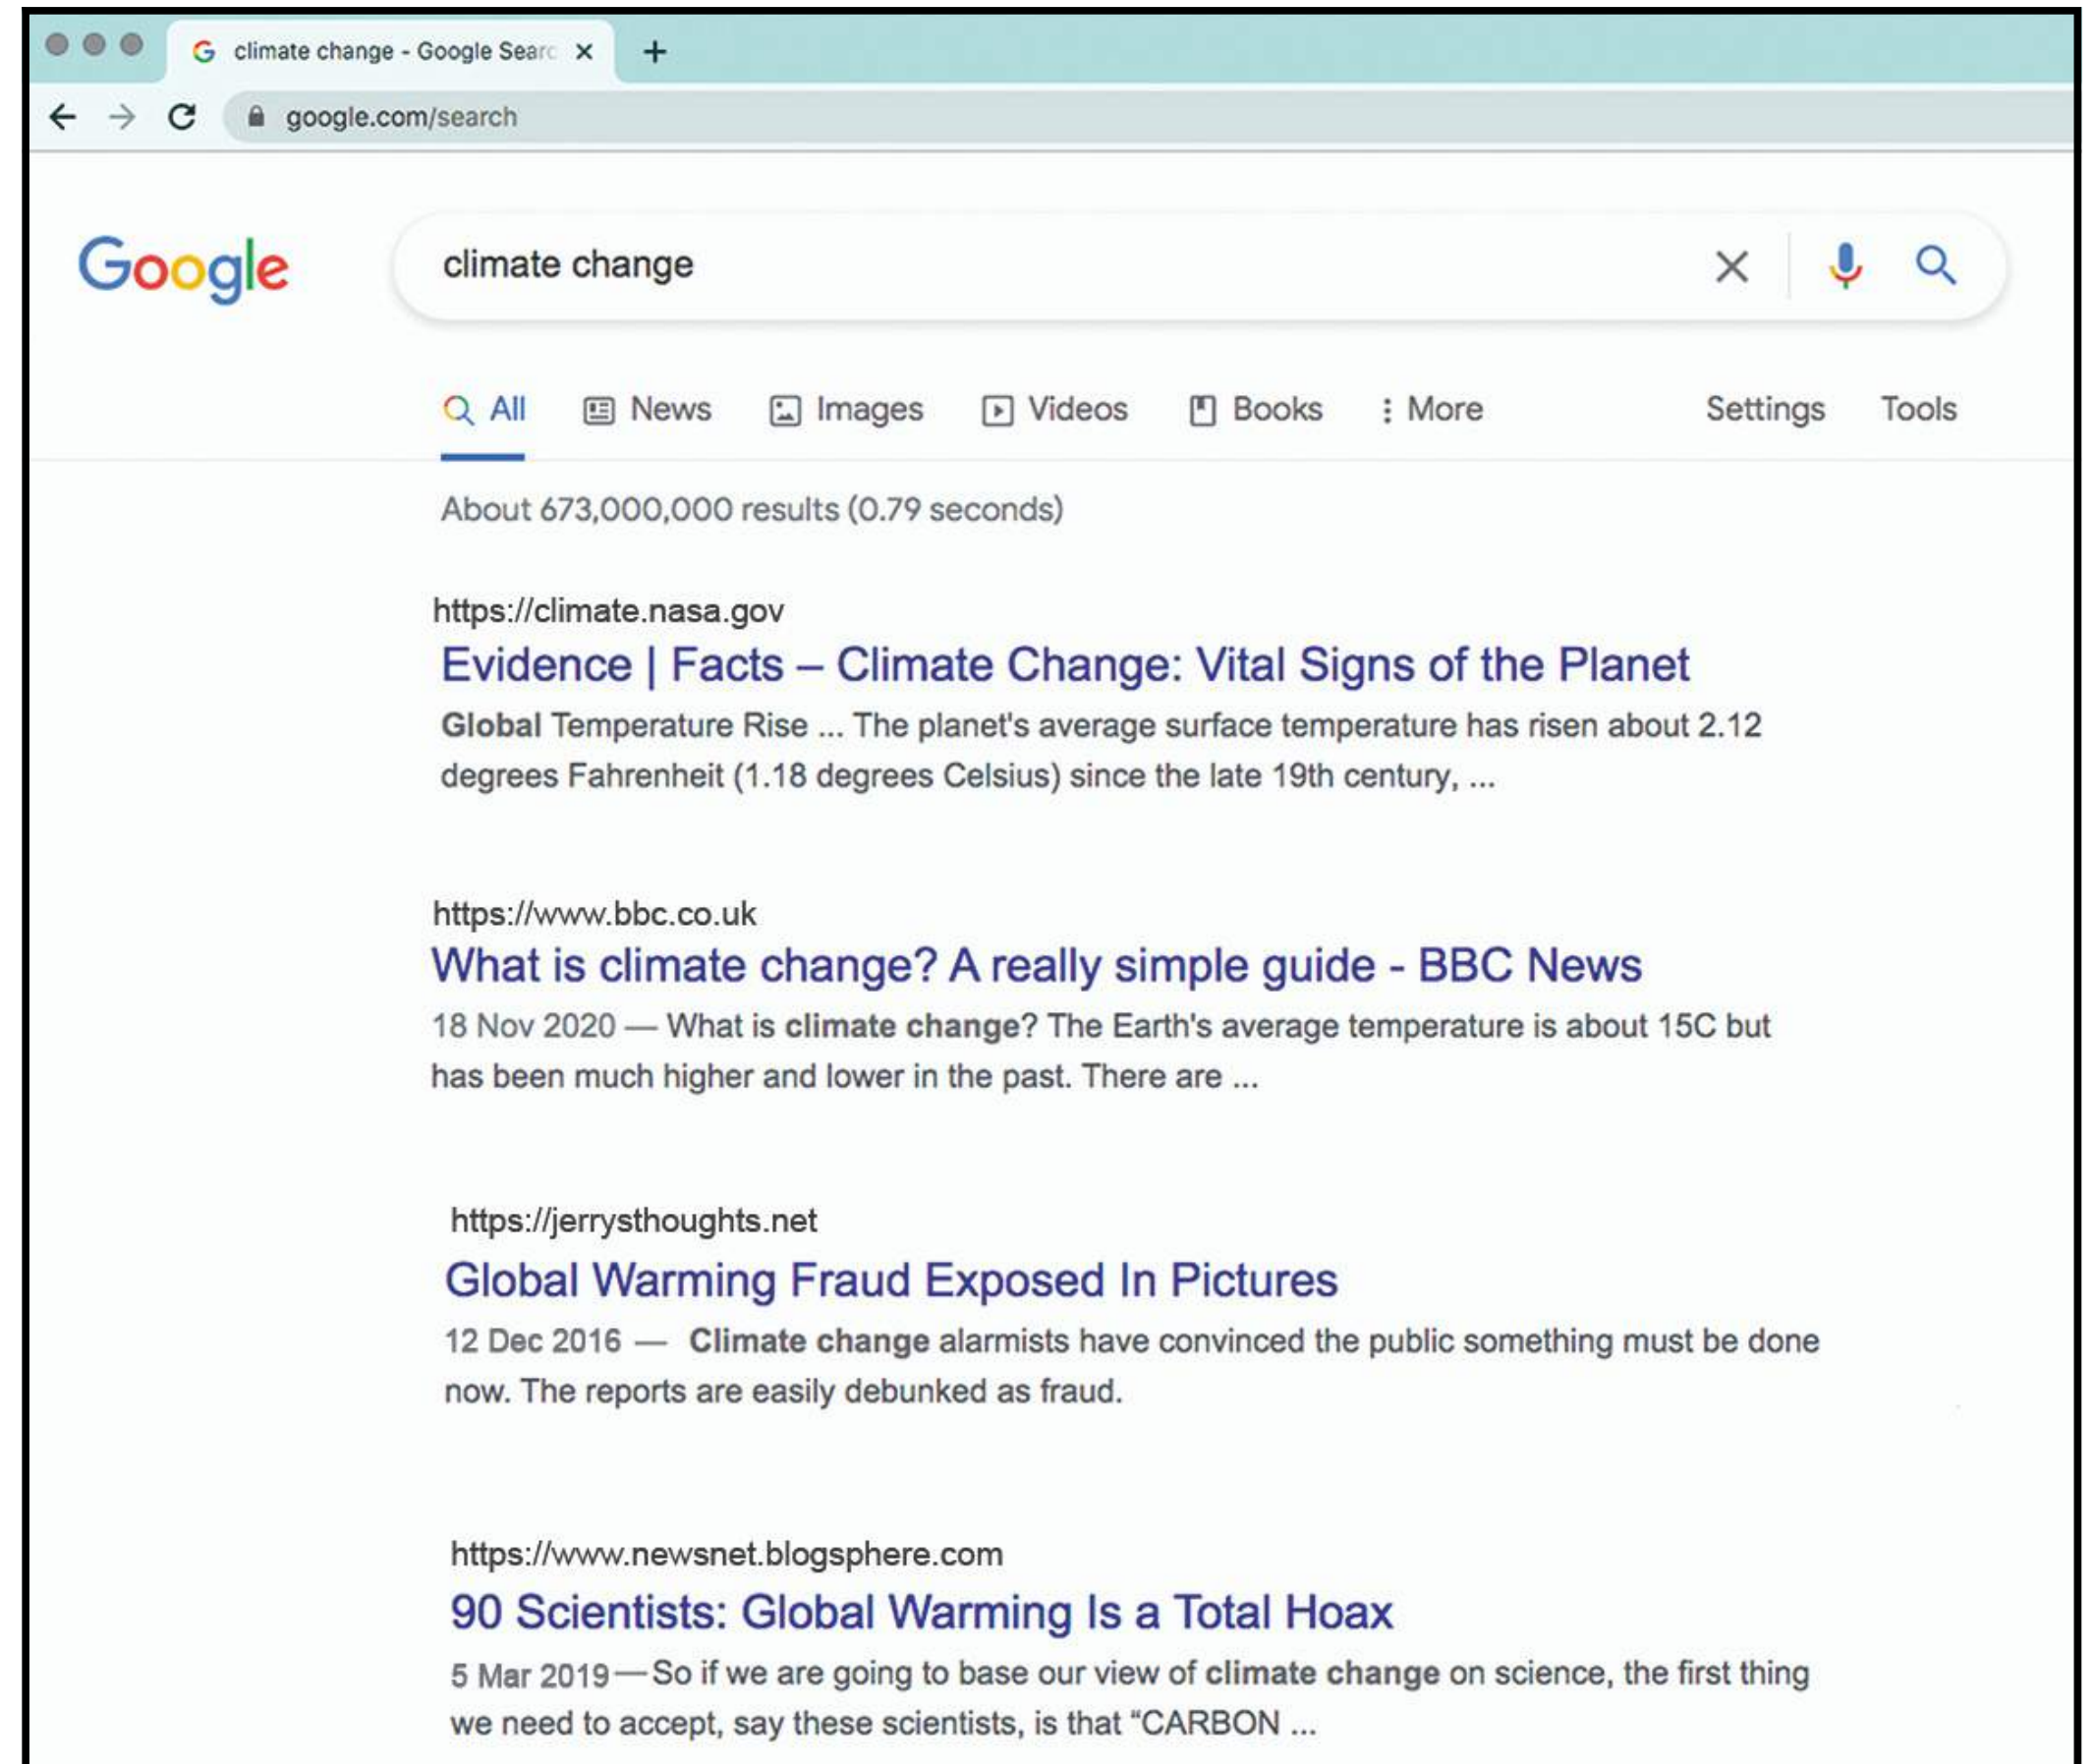 climate change - Google Searc
google.com/search
Google
climate change
All News Images Videos Books More Settings Tools
About 673,000,000 results (0.79 seconds)
https://climate.nasa.gov
Evidence | Facts – Climate Change: Vital Signs of the Planet
Global Temperature Rise ... The planet's average surface temperature has risen about 2.12
degrees Fahrenheit (1.18 degrees Celsius) since the late 19th century, ...
https://www.bbc.co.uk
What is climate change? A really simple guide - BBC News
18 Nov 2020 — What is climate change? The Earth's average temperature is about 15C but
has been much higher and lower in the past. There are ...
https://jerrysthoughts.net
Global Warming Fraud Exposed In Pictures
12 Dec 2016 — Climate change alarmists have convinced the public something must be done
now. The reports are easily debunked as fraud.
https://www.newsnet.blogsphere.com
90 Scientists: Global Warming Is a Total Hoax
5 Mar 2019 — So if we are going to base our view of climate change on science, the first thing
we need to accept, say these scientists, is that “CARBON ...